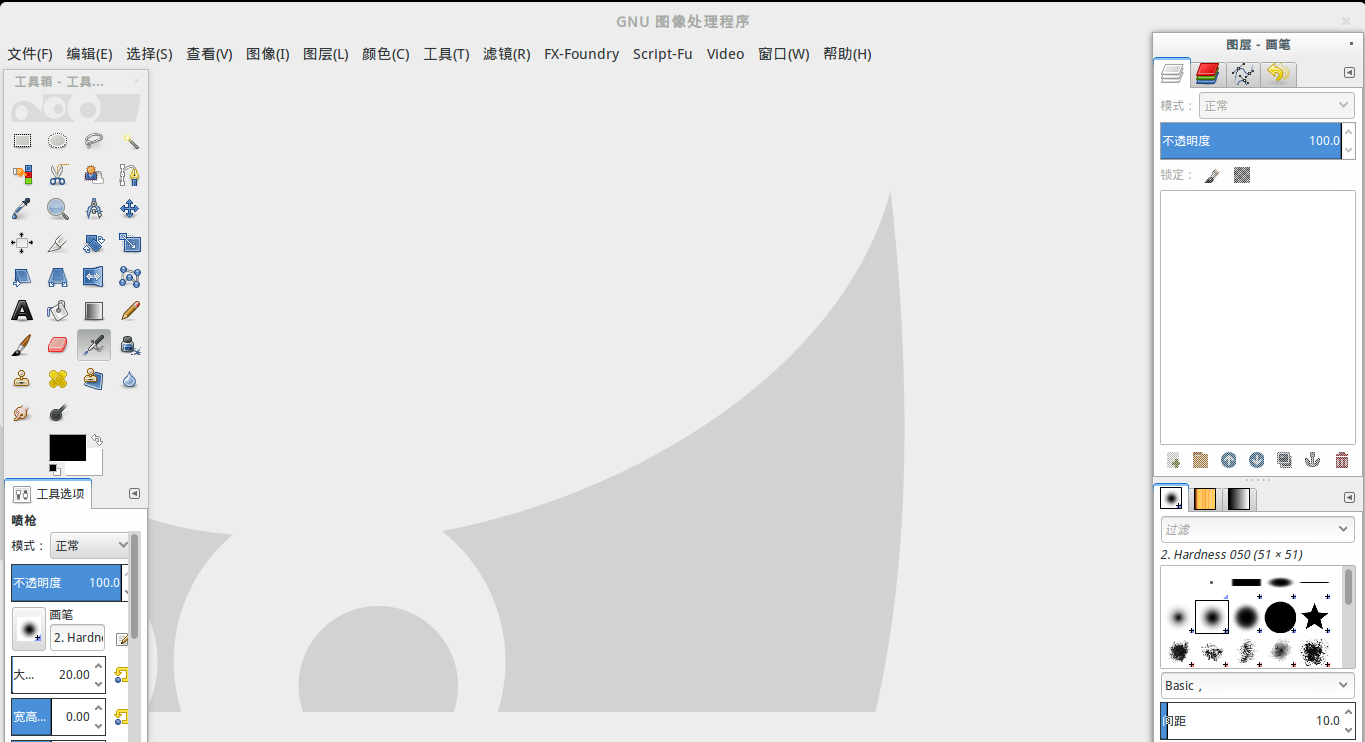 GNU 图像处理程序
文件(F) 编辑(E) 选择(S) 查看(V) 图像(I) 图层(L) 颜色(C) 工具(T) 滤镜(R) FX-Foundry Script-Fu Video 窗口(W) 帮助(H)
工具箱 - 工具...
工具选项
喷枪
模式： 正常
不透明度 100.0
画笔
2. Hardn
大... 20.00
宽高... 0.00
图层 - 画笔
模式： 正常
不透明度 100.0
锁定：
过滤
2. Hardness 050 (51 × 51)
Basic ,
间距 10.0